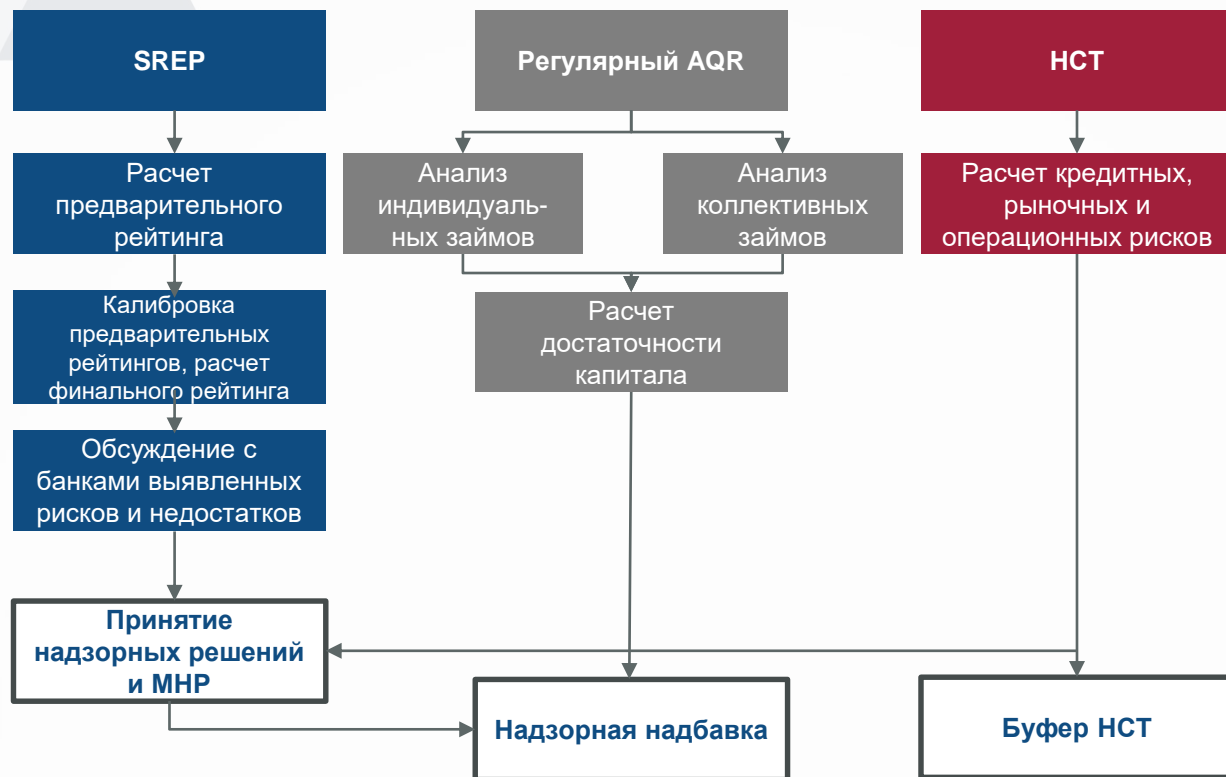 SREP
Регулярный AQR
НСТ
Расчет
предварительного
рейтинга
Анализ
индивидуаль-
ных займов
Анализ
коллективных
займов
Расчет кредитных,
рыночных и
операционных рисков
Калибровка
предварительных
рейтингов, расчет
финального рейтинга
Расчет
достаточности
капитала
Обсуждение с
банками выявленных
рисков и недостатков
Принятие
надзорных решений
и МНР
Надзорная надбавка
Буфер НСТ